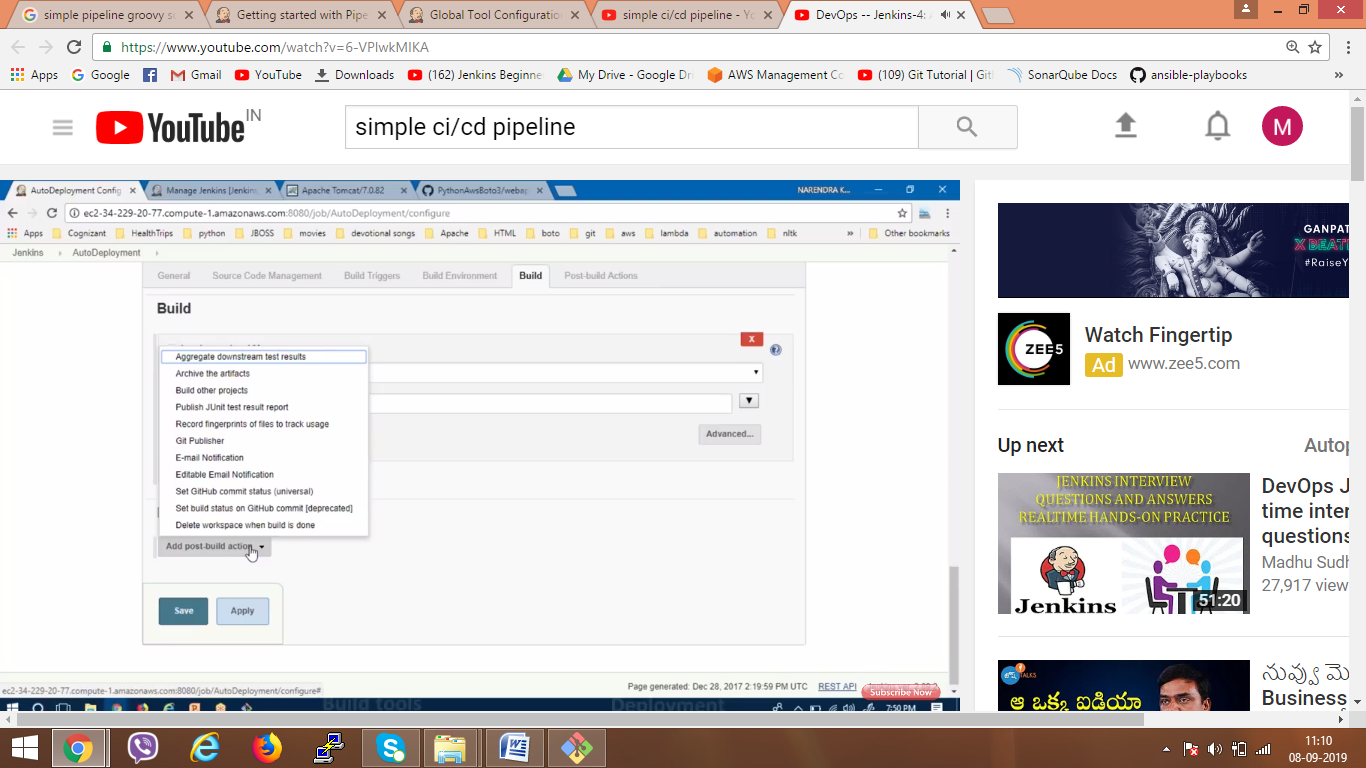 simple pipeline groovy s
Getting started with Pipe
Global Tool Configuratio
simple ci/cd pipeline - Yo
DevOps -- Jenkins-4: A
https://www.youtube.com/watch?v=6-VPlwkMlKA
Apps
Google
Gmail
YouTube
Downloads
(162) Jenkins Beginne
My Drive - Google Dri
AWS Management Co
(109) Git Tutorial | Git
SonarQube Docs
ansible-playbooks
»
YouTube IN
simple ci/cd pipeline
M
AutoDeployment Config
Manage Jenkins [Jenkins
Apache Tomcat/7.0.82
PythonAwsBoto3/webap
NARENDRA K...
ec2-34-229-20-77.compute-1.amazonaws.com:8080/job/AutoDeployment/configure
Apps
Cognizant
HealthTrips
python
JBOSS
movies
devotional songs
Apache
HTML
boto
git
aws
lambda
automation
nltk
»
Other bookmarks
Jenkins
AutoDeployment
General
Source Code Management
Build Triggers
Build Environment
Build
Post-build Actions
Build
X
Aggregate downstream test results
Archive the artifacts
Build other projects
Publish JUnit test result report
Record fingerprints of files to track usage
Git Publisher
E-mail Notification
Editable Email Notification
Set GitHub commit status (universal)
Set build status on GitHub commit [deprecated]
Delete workspace when build is done
Advanced...
Add post-build action
Save
Apply
Page generated: Dec 28, 2017 2:19:59 PM UTC
REST API
ec2-34-229-20-77.compute-1.amazonaws.com:8080/job/AutoDeployment/configure#
Subscribe Now
Build tools
Deployment
7:50 PM
GANPAT
X BEAT
#RaiseY
ZEE5
Watch Fingertip
Ad www.zee5.com
Up next
Autop
JENKINS INTERVIEW
QUESTIONS AND ANSWERS
REALTIME HANDS-ON PRACTICE
Jenkins
51:20
DevOps J
time inter
questions
Madhu Sudh
27,917 view
TALKS
ఆ ఒక్క ఐడియా
నువ్వు మె
Business
11:10
08-09-2019